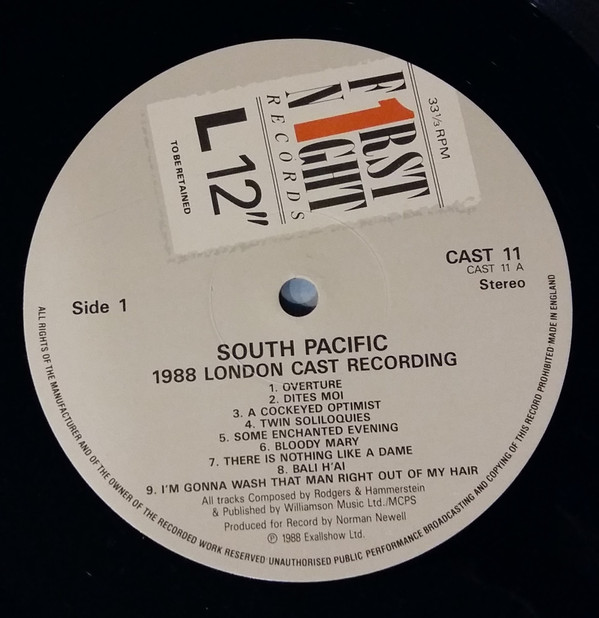 F1RST
N1GHT
RECORDS
33⅓ RPM
L 12"
TO BE RETAINED
CAST 11
CAST 11 A
Stereo
Side 1
SOUTH PACIFIC
1988 LONDON CAST RECORDING
1. OVERTURE
2. DITES MOI
3. A COCKEYED OPTIMIST
4. TWIN SOLILOQUIES
5. SOME ENCHANTED EVENING
6. BLOODY MARY
7. THERE IS NOTHING LIKE A DAME
8. BALI H'AI
9. I'M GONNA WASH THAT MAN RIGHT OUT OF MY HAIR
All tracks Composed by Rodgers & Hammerstein
& Published by Williamson Music Ltd./MCPS
Produced for Record by Norman Newell
℗ 1988 Exallshow Ltd.
ALL RIGHTS OF THE MANUFACTURER AND OF THE OWNER OF THE RECORDED WORK RESERVED UNAUTHORISED PUBLIC PERFORMANCE BROADCASTING AND COPYING OF THIS RECORD PROHIBITED MADE IN ENGLAND